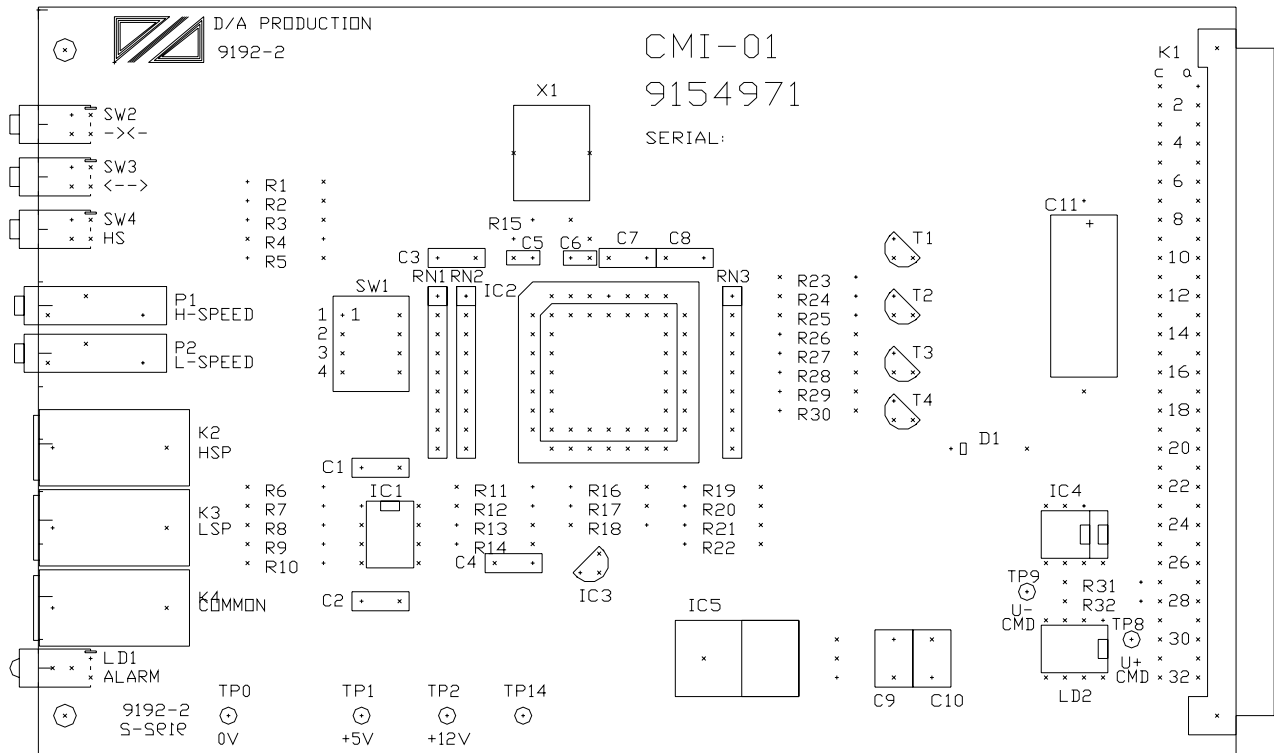 D/A PRODUCTION
9192-2
CMI-01
9154971
SERIAL:
K1
c a
X1
SW2
-><-
SW3
<-->
SW4
HS
R1
R2
R3
R4
R5
R15
C3
C5
C6
C7
C8
T1
T2
T3
T4
C11
2
4
6
8
10
12
14
16
18
20
22
24
26
28
30
32
P1
H-SPEED
P2
L-SPEED
SW1
1 1
2
3
4
RN1
RN2
IC2
RN3
R23
R24
R25
R26
R27
R28
R29
R30
D1
K2
HSP
K3
LSP
K4
COMMON
LD1
ALARM
C1
IC1
R6
R7
R8
R9
R10
R11
R12
R13
R14
R16
R17
R18
R19
R20
R21
R22
C4
IC3
C2
IC4
TP9
U-
CMD
R31
R32
TP8
U+
CMD
LD2
IC5
C9
C10
9192-2
9192-2
TP0
0V
TP1
+5V
TP2
+12V
TP14